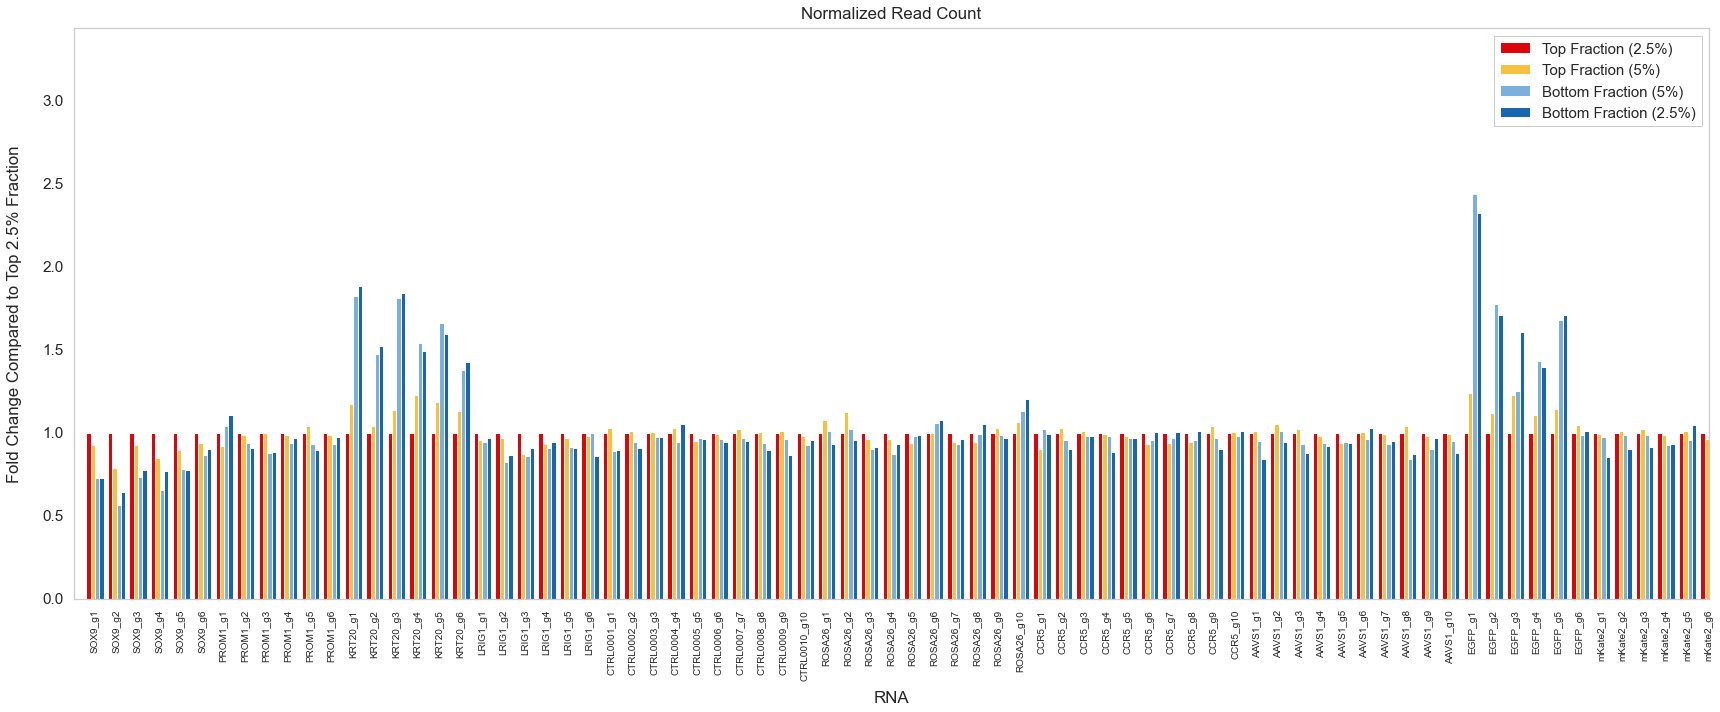 Normalized Read Count
Top Fraction (2.5%)
Top Fraction (5%)
Bottom Fraction (5%)
Bottom Fraction (2.5%)
Fold Change Compared to Top 2.5% Fraction
3.0
2.5
2.0
1.5
1.0
0.5
0.0
SOX9_g1
SOX9_g2
SOX9_g3
SOX9_g4
SOX9_g5
SOX9_g6
PROM1_g1
PROM1_g2
PROM1_g3
PROM1_g4
PROM1_g5
PROM1_g6
KRT20_g1
KRT20_g2
KRT20_g3
KRT20_g4
KRT20_g5
KRT20_g6
LRIG1_g1
LRIG1_g2
LRIG1_g3
LRIG1_g4
LRIG1_g5
LRIG1_g6
CTRL0001_g1
CTRL0002_g2
CTRL0003_g3
CTRL0004_g4
CTRL0005_g5
CTRL0006_g6
CTRL0007_g7
CTRL0008_g8
CTRL0009_g9
CTRL0010_g10
ROSA26_g1
ROSA26_g2
ROSA26_g3
ROSA26_g4
ROSA26_g5
ROSA26_g6
ROSA26_g7
ROSA26_g8
ROSA26_g9
ROSA26_g10
CCR5_g1
CCR5_g2
CCR5_g3
CCR5_g4
CCR5_g5
CCR5_g6
CCR5_g7
CCR5_g8
CCR5_g9
CCR5_g10
AAVS1_g1
AAVS1_g2
AAVS1_g3
AAVS1_g4
AAVS1_g5
AAVS1_g6
AAVS1_g7
AAVS1_g8
AAVS1_g9
AAVS1_g10
EGFP_g1
EGFP_g2
EGFP_g3
EGFP_g4
EGFP_g5
EGFP_g6
mKate2_g1
mKate2_g2
mKate2_g3
mKate2_g4
mKate2_g5
mKate2_g6
RNA